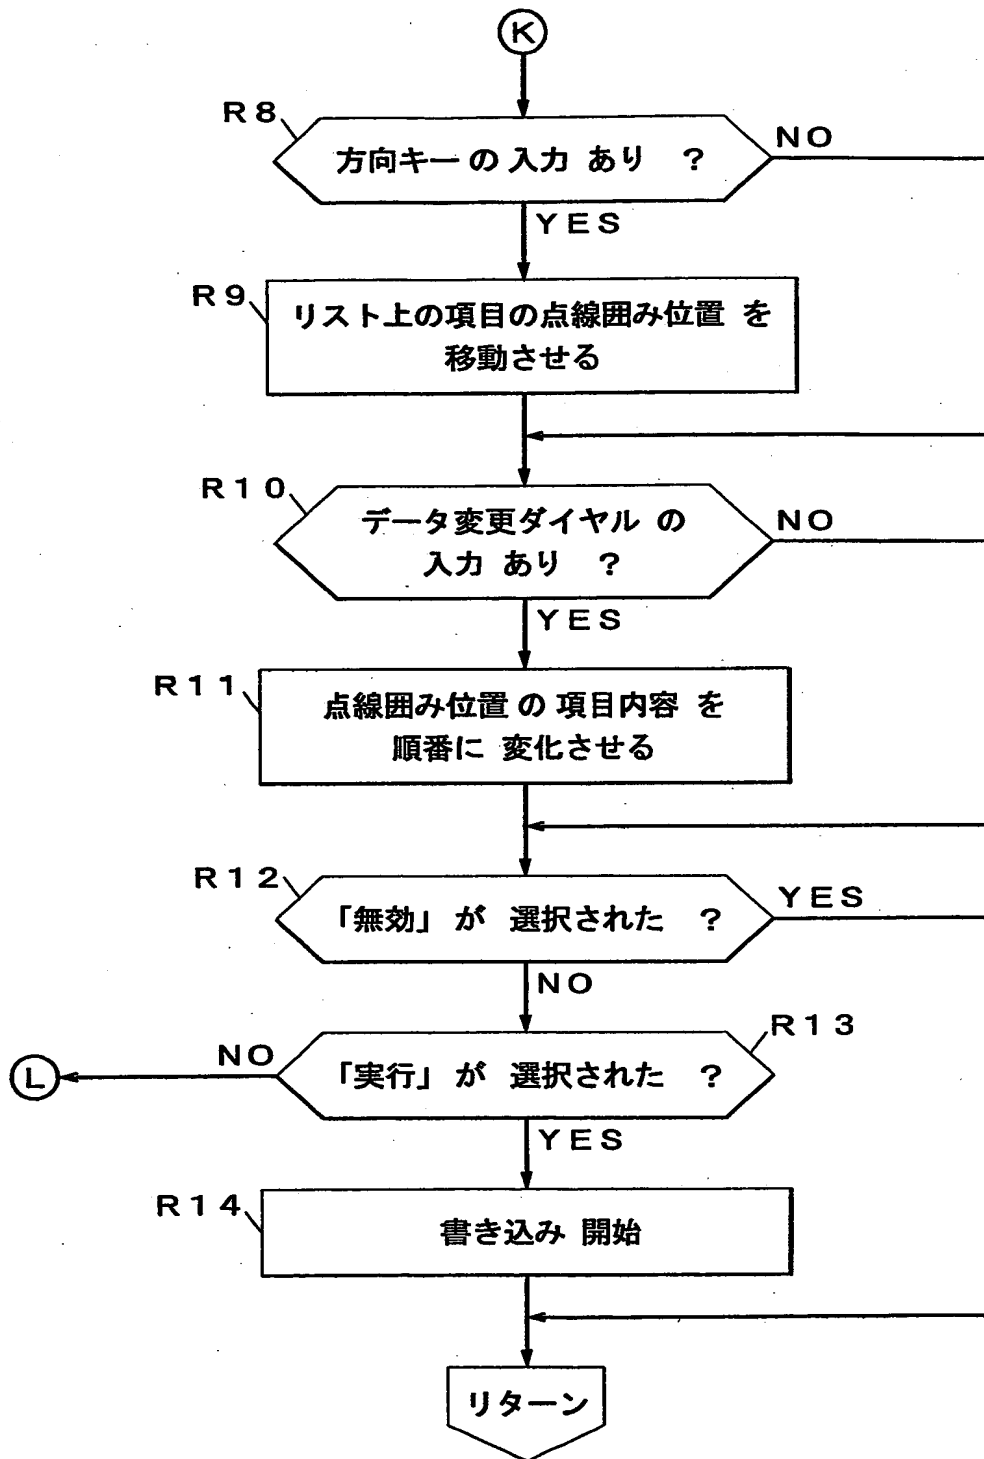 K
R8
方向キー の 入力 あり ?
NO
YES
R9
リスト上の項目の点線囲み位置 を
移動させる
R10
データ変更ダイヤル の
入力 あり ?
NO
YES
R11
点線囲み位置 の 項目内容 を
順番に 変化させる
R12
「無効」 が 選択された ?
YES
NO
R13
「実行」 が 選択された ?
NO
L
YES
R14
書き込み 開始
リターン